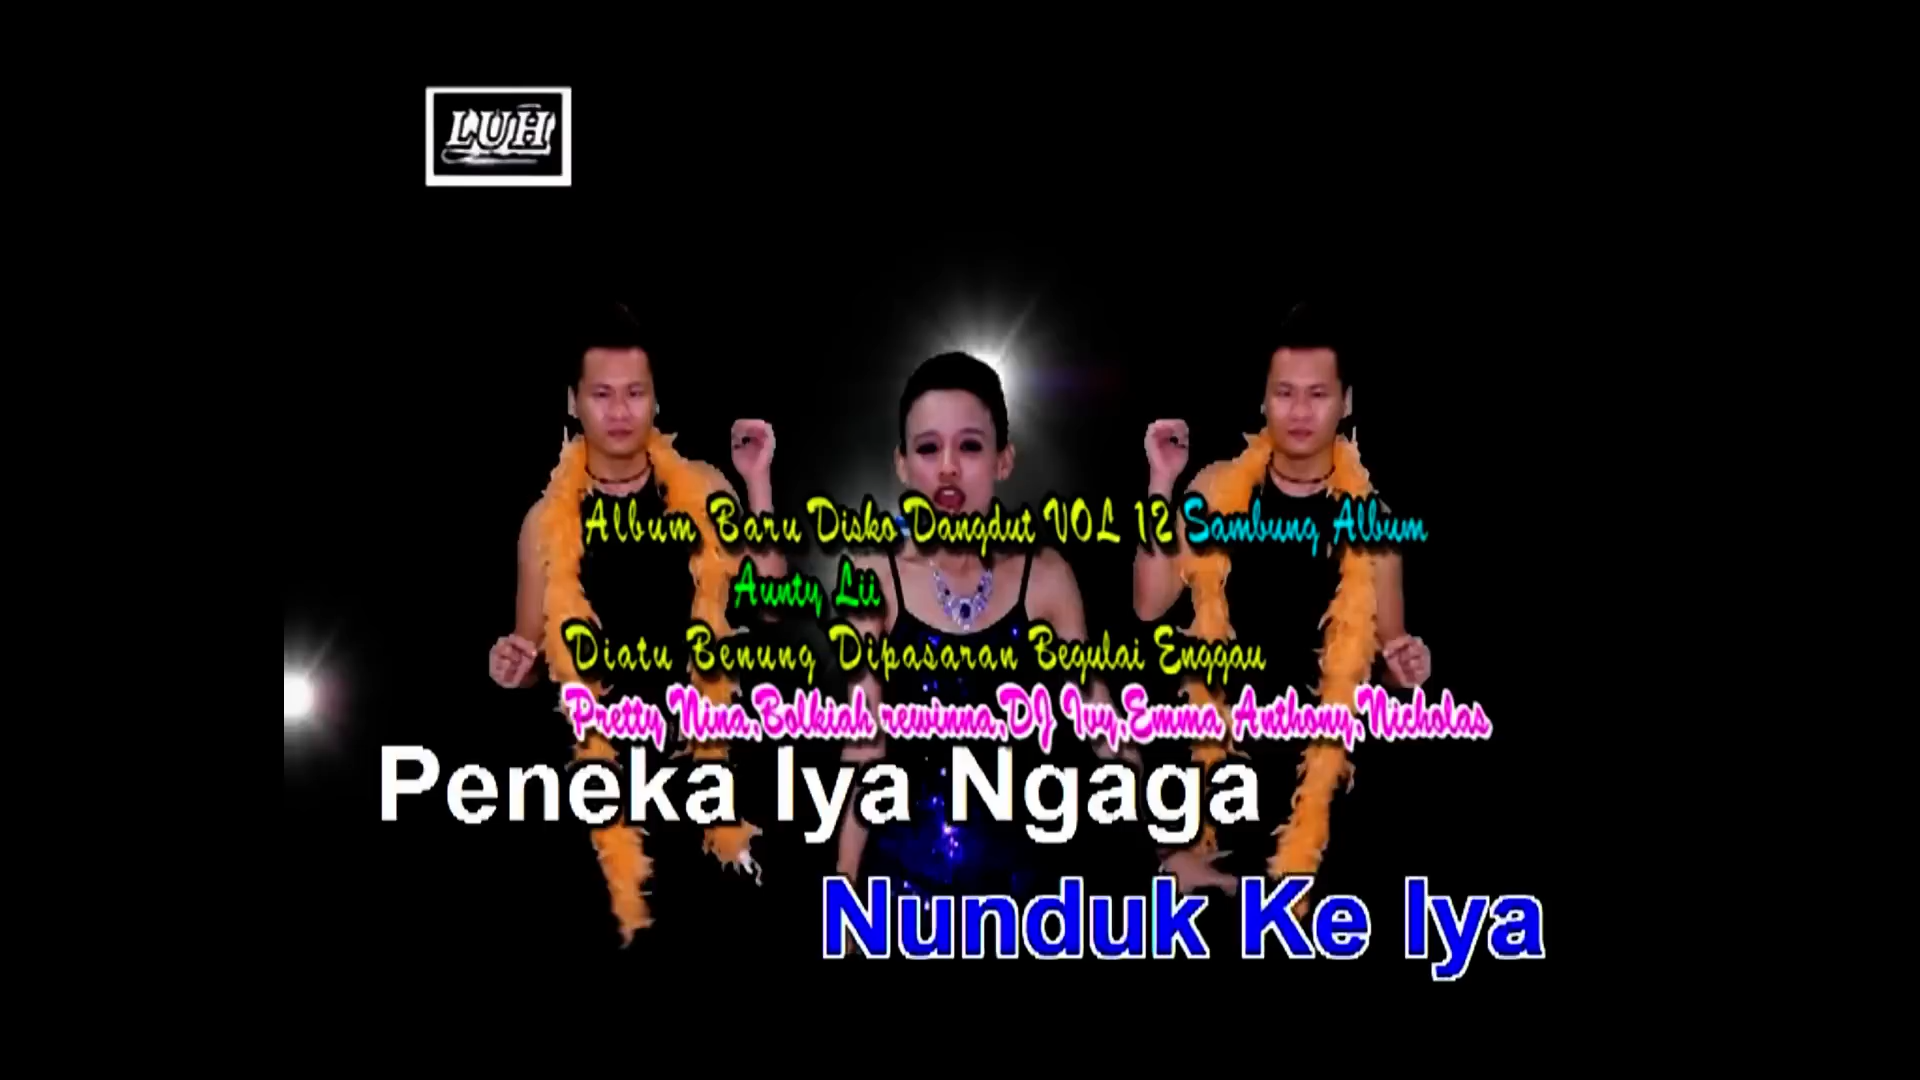 LUH
Album Baru Disko Dangdut VOL 12 Sambung Album
Aunty Lii
Diatu Benung Dipasaran Begulai Enggau
Pretty Nina,Bolkiah rewinna,DJ Ivy,Emma Anthony,Nicholas
Peneka Iya Ngaga
Nunduk Ke Iya